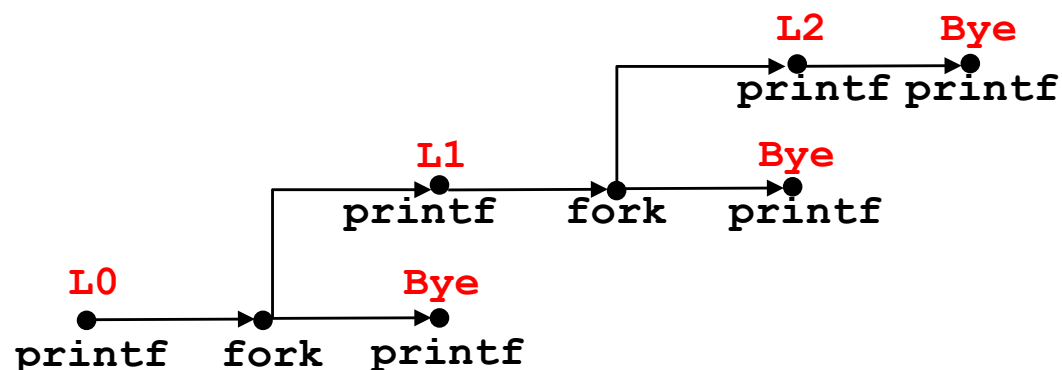 L2 Bye
printf printf
L1 Bye
printf fork printf
L0 Bye
printf fork printf